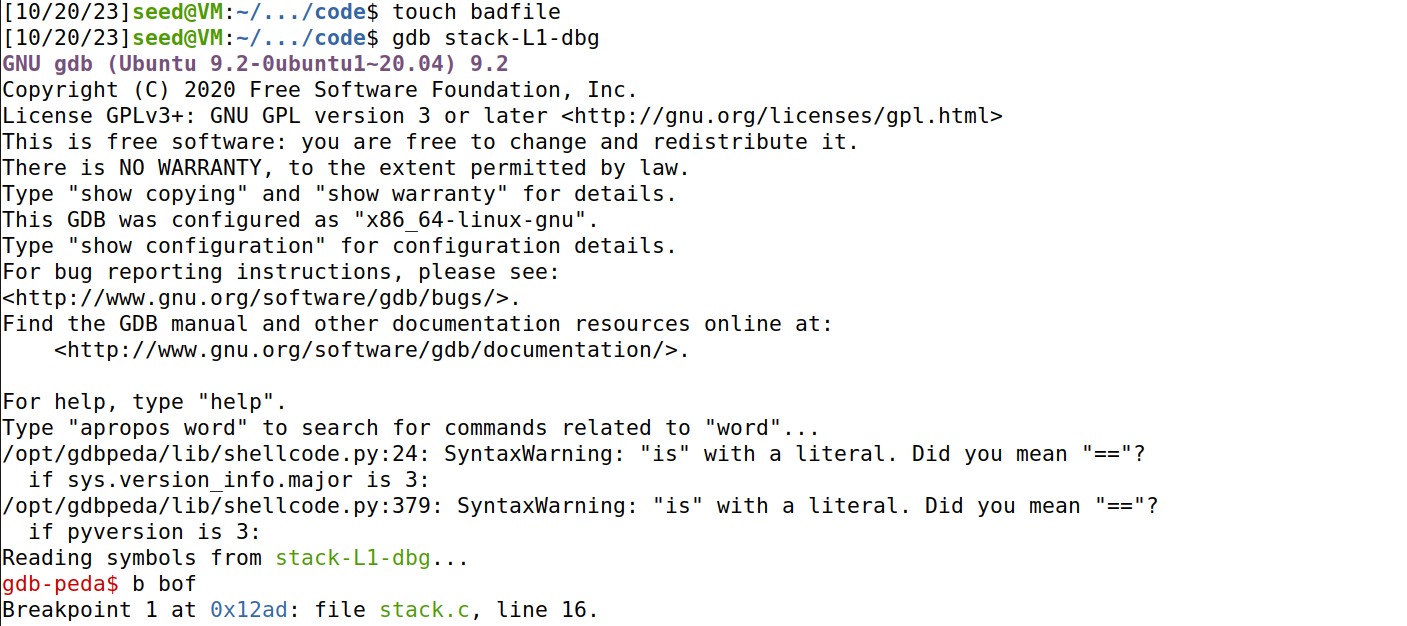 [10/20/23]seed@VM:~/.../code$ touch badfile
[10/20/23]seed@VM:~/.../code$ gdb stack-L1-dbg
GNU gdb (Ubuntu 9.2-0ubuntu1~20.04) 9.2
Copyright (C) 2020 Free Software Foundation, Inc.
License GPLv3+: GNU GPL version 3 or later <http://gnu.org/licenses/gpl.html>
This is free software: you are free to change and redistribute it.
There is NO WARRANTY, to the extent permitted by law.
Type "show copying" and "show warranty" for details.
This GDB was configured as "x86_64-linux-gnu".
Type "show configuration" for configuration details.
For bug reporting instructions, please see:
<http://www.gnu.org/software/gdb/bugs/>.
Find the GDB manual and other documentation resources online at:
    <http://www.gnu.org/software/gdb/documentation/>.

For help, type "help".
Type "apropos word" to search for commands related to "word"...
/opt/gdbpeda/lib/shellcode.py:24: SyntaxWarning: "is" with a literal. Did you mean "=="?
  if sys.version_info.major is 3:
/opt/gdbpeda/lib/shellcode.py:379: SyntaxWarning: "is" with a literal. Did you mean "=="?
  if pyversion is 3:
Reading symbols from stack-L1-dbg...
gdb-peda$ b bof
Breakpoint 1 at 0x12ad: file stack.c, line 16.